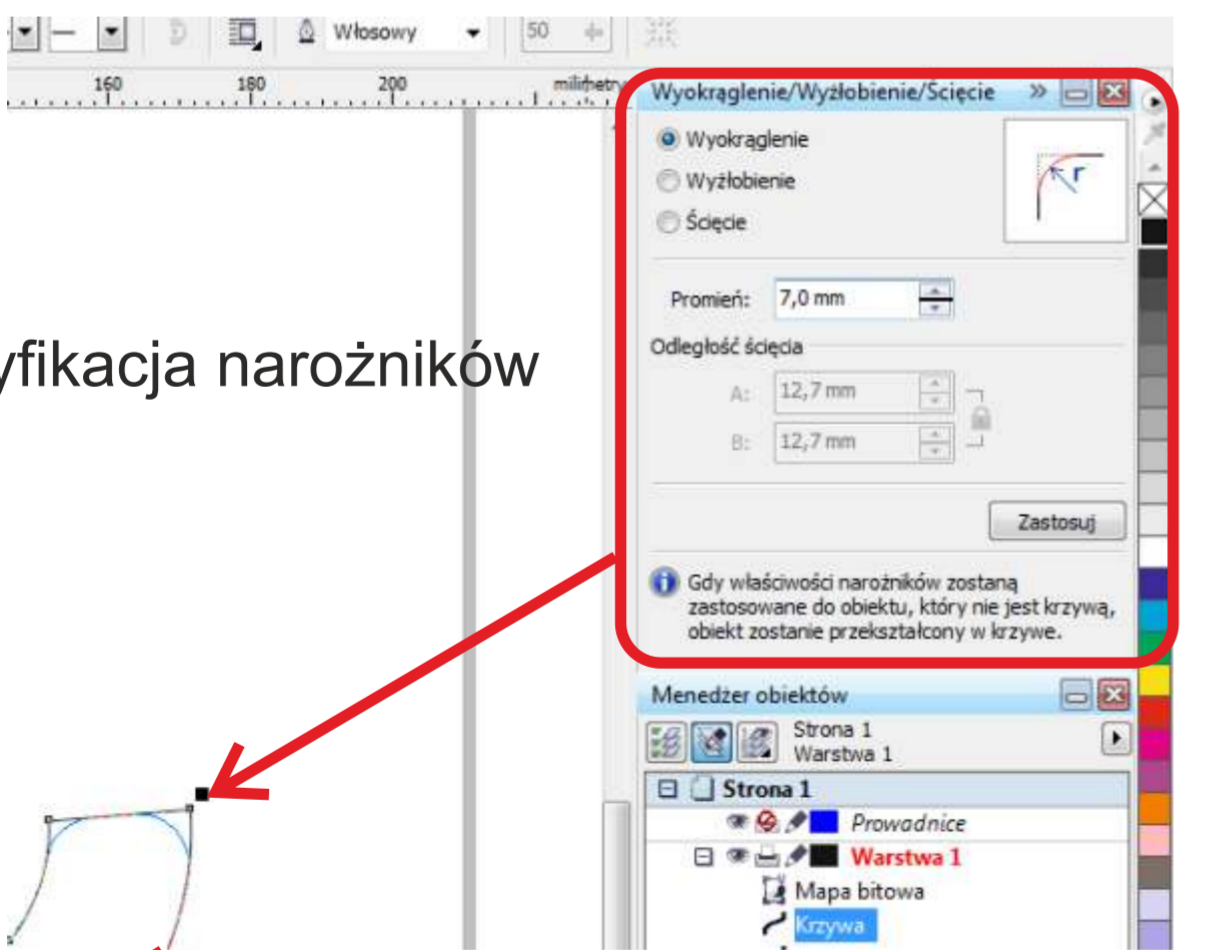 Włosowy 50
160 180 200 milimetry
Wyokrąglenie/Wyżłobienie/Ścięcie
Wyokrąglenie
r
Wyżłobienie
Ścięcie
Promień: 7,0 mm
yfikacja narożników
Odległość ścięcia
A: 12,7 mm
B: 12,7 mm
Zastosuj
Gdy właściwości narożników zostaną
zastosowane do obiektu, który nie jest krzywą,
obiekt zostanie przekształcony w krzywe.
Menedżer obiektów
Strona 1
Warstwa 1
Strona 1
Prowadnice
Warstwa 1
Mapa bitowa
Krzywa